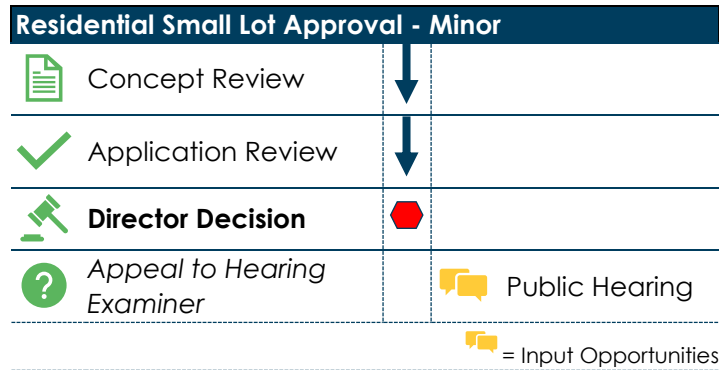 Residential Small Lot Approval - Minor
Concept Review
Application Review
Director Decision
Appeal to Hearing
Examiner
Public Hearing
= Input Opportunities